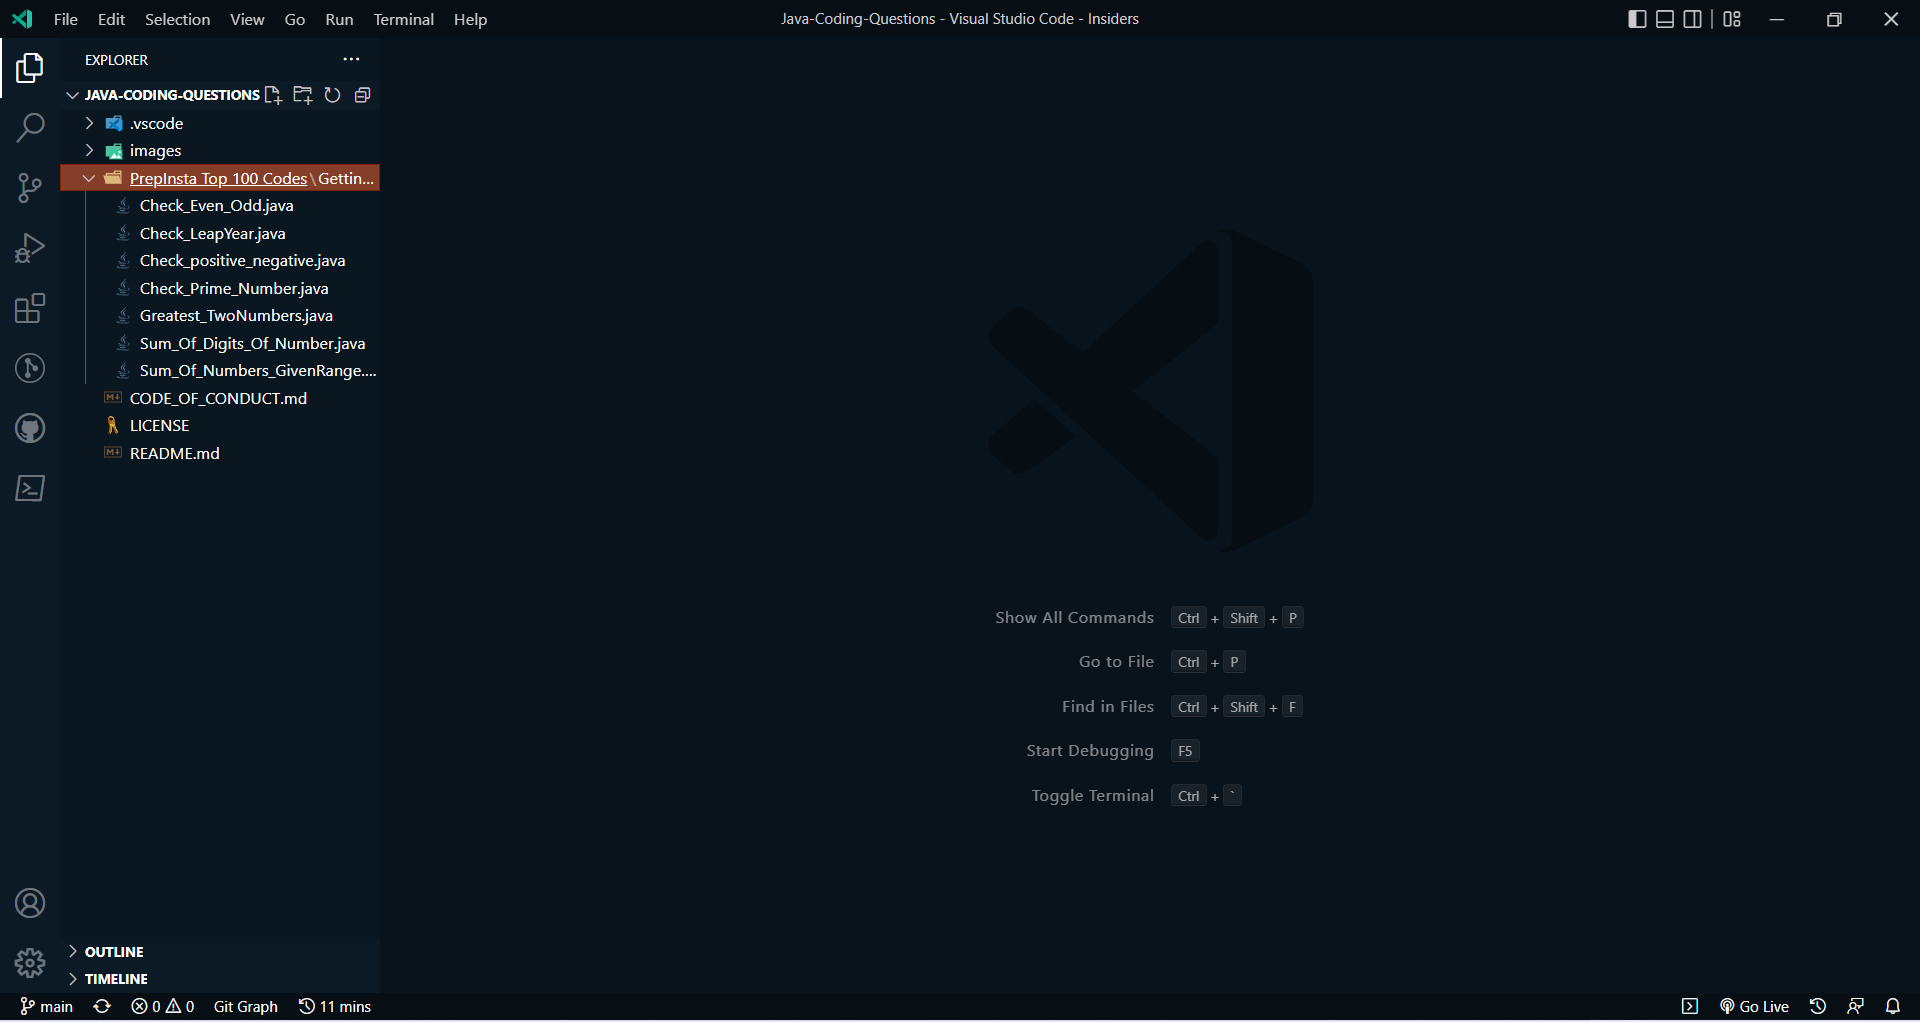 File Edit Selection View Go Run Terminal Help
Java-Coding-Questions - Visual Studio Code - Insiders
EXPLORER
JAVA-CODING-QUESTIONS
.vscode
images
PrepInsta Top 100 Codes\Gettin...
Check_Even_Odd.java
Check_LeapYear.java
Check_positive_negative.java
Check_Prime_Number.java
Greatest_TwoNumbers.java
Sum_Of_Digits_Of_Number.java
Sum_Of_Numbers_GivenRange....
CODE_OF_CONDUCT.md
LICENSE
README.md
OUTLINE
TIMELINE
Show All Commands Ctrl + Shift + P
Go to File Ctrl + P
Find in Files Ctrl + Shift + F
Start Debugging F5
Toggle Terminal Ctrl + `
main 0 0 Git Graph 11 mins
Go Live